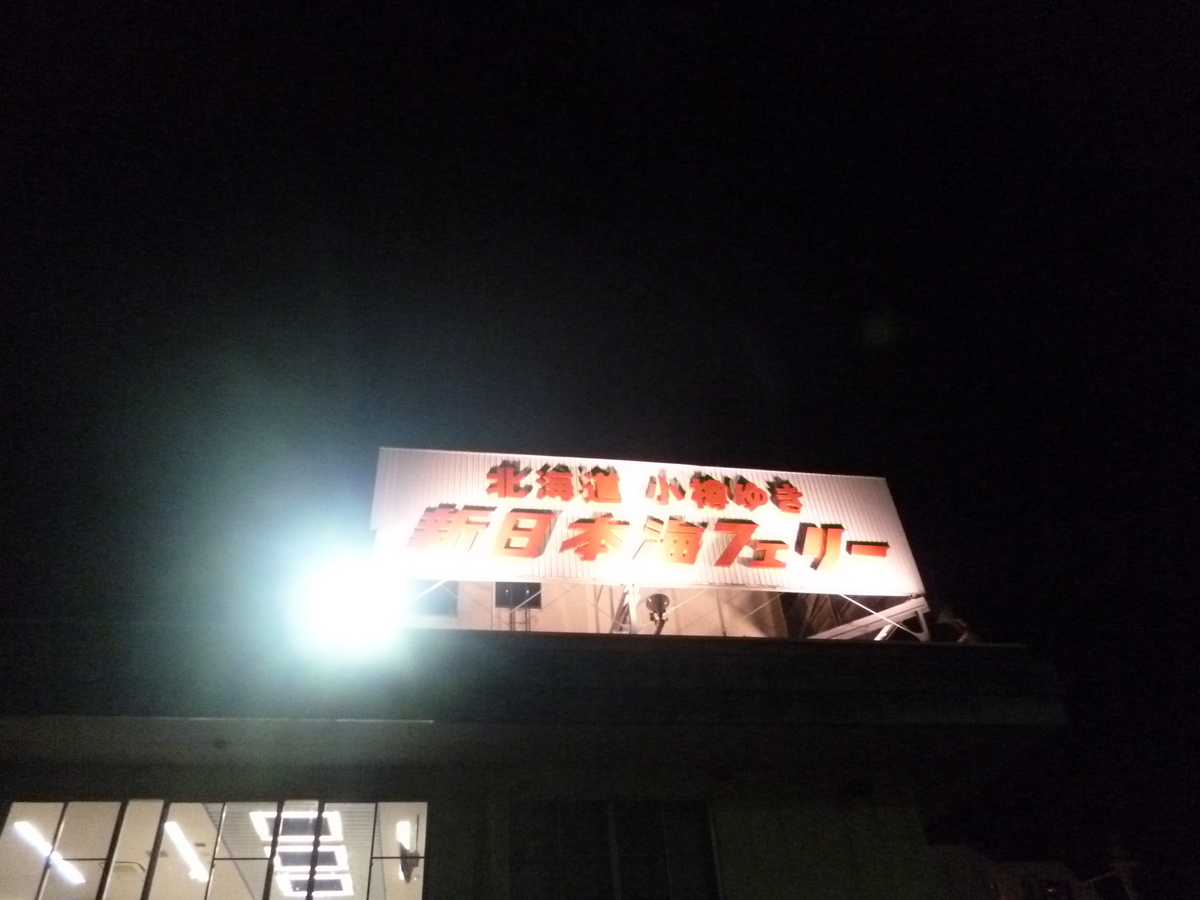 北海道 小樽ゆき
新日本海フェリー